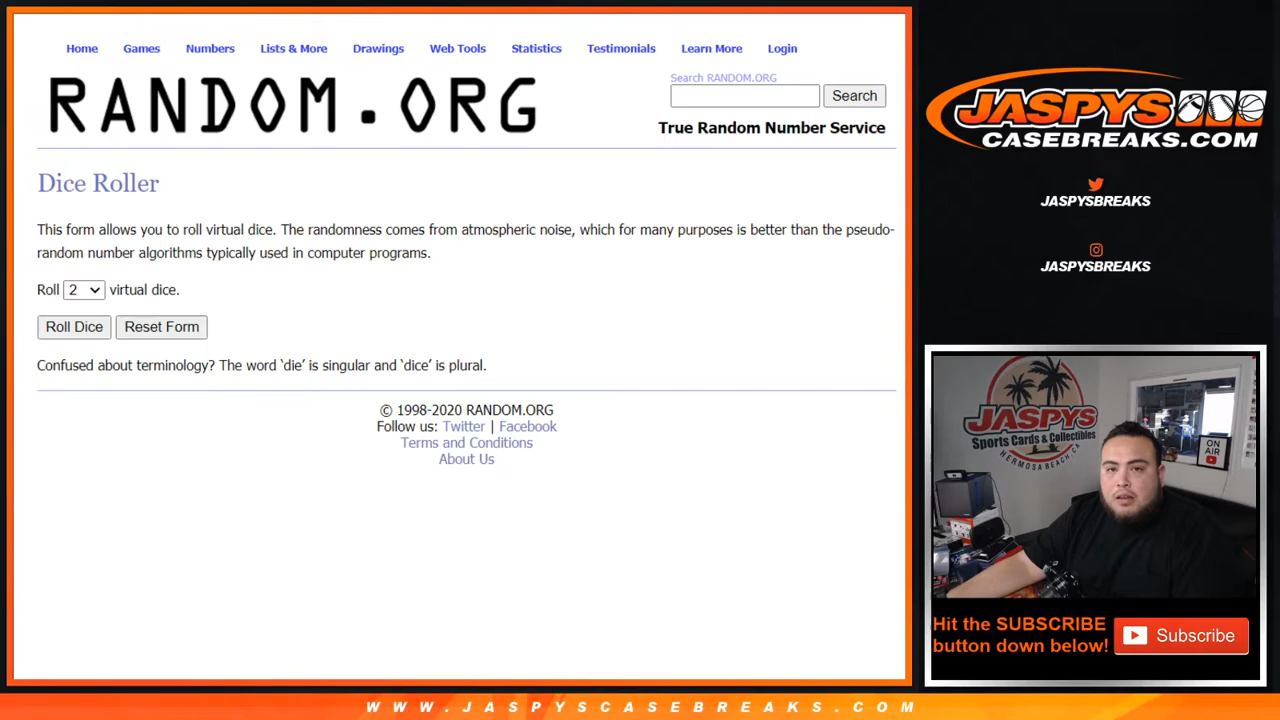 Home Games Numbers Lists & More Drawings Web Tools Statistics Testimonials Learn More Login
RANDOM.ORG
Search RANDOM.ORG
Search
True Random Number Service
Dice Roller
This form allows you to roll virtual dice. The randomness comes from atmospheric noise, which for many purposes is better than the pseudo-
random number algorithms typically used in computer programs.
Roll 2 virtual dice.
Roll Dice Reset Form
Confused about terminology? The word ‘die’ is singular and ‘dice’ is plural.
© 1998-2020 RANDOM.ORG
Follow us: Twitter | Facebook
Terms and Conditions
About Us
JASPYS
CASEBREAKS.COM
JASPYSBREAKS
JASPYSBREAKS
JASPYS
Sports Cards & Collectibles
HERMOSA BEACH, CA
ON
AIR
Hit the SUBSCRIBE
button down below!
Subscribe
WWW.JASPYSCASEBREAKS.COM